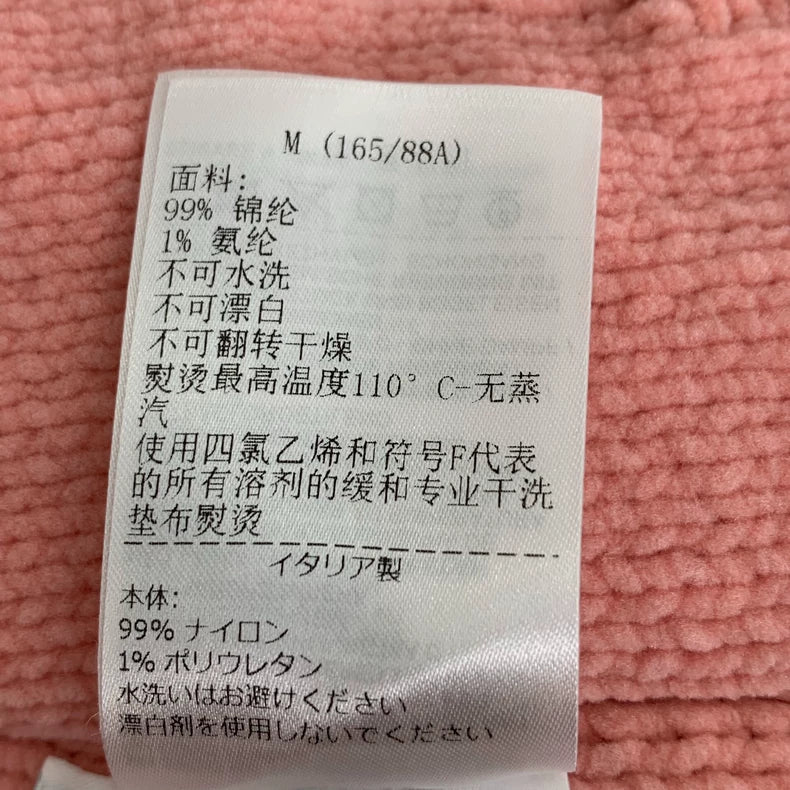 M (165/88A)
面料:
99% 锦纶
1% 氨纶
不可水洗
不可漂白
不可翻转干燥
熨烫最高温度110° C-无蒸
汽
使用四氯乙烯和符号F代表
的所有溶剂的缓和专业干洗
垫布熨烫
イタリア製
本体:
99% ナイロン
1% ポリウレタン
水洗いはお避けください
漂白剤を使用しないでください